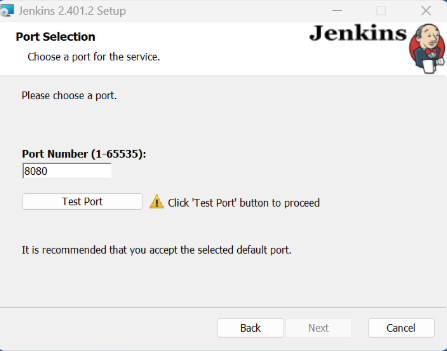 Jenkins 2.401.2 Setup
Port Selection
Jenkins
Choose a port for the service.
Please choose a port.
Port Number (1-65535):
8080
Test Port
Click 'Test Port' button to proceed
It is recommended that you accept the selected default port.
Back
Next
Cancel